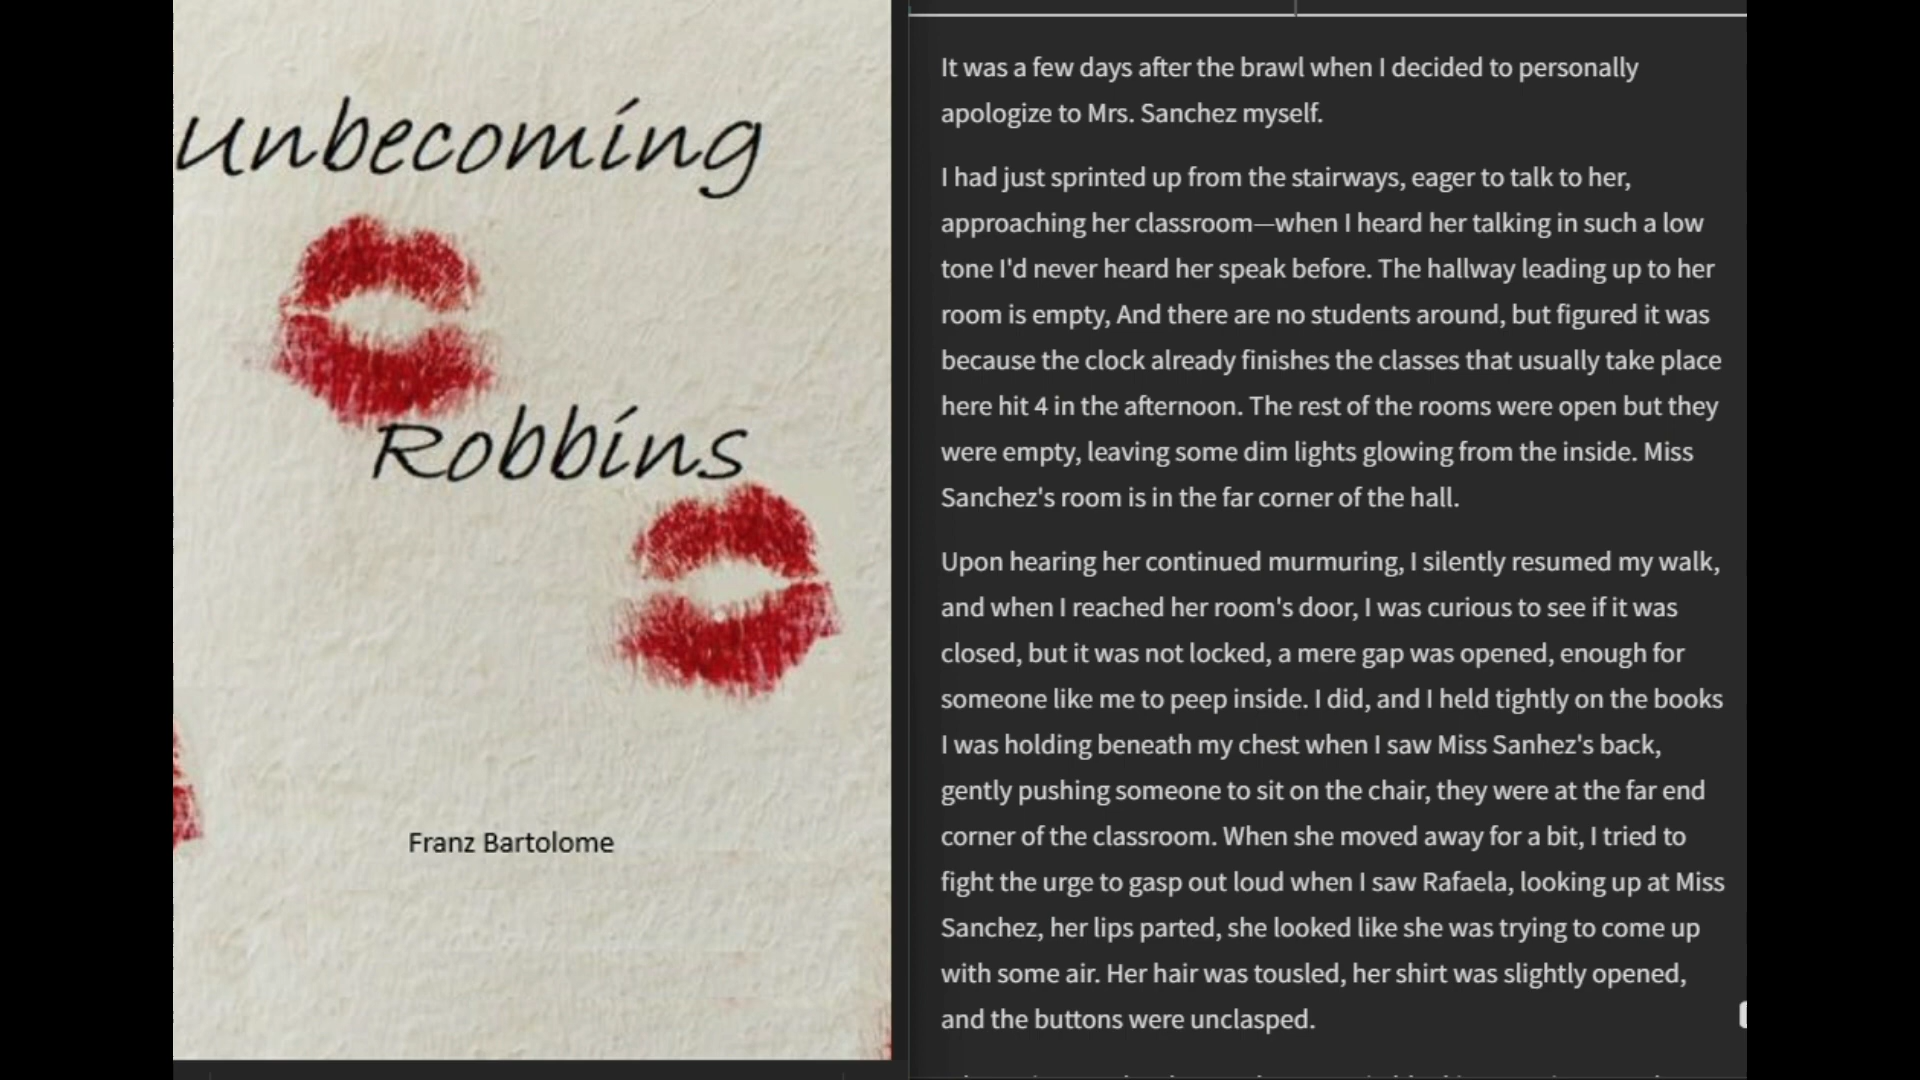 Unbecoming
Robbins
Franz Bartolome
It was a few days after the brawl when I decided to personally
apologize to Mrs. Sanchez myself.
I had just sprinted up from the stairways, eager to talk to her,
approaching her classroom—when I heard her talking in such a low
tone I'd never heard her speak before. The hallway leading up to her
room is empty, And there are no students around, but figured it was
because the clock already finishes the classes that usually take place
here hit 4 in the afternoon. The rest of the rooms were open but they
were empty, leaving some dim lights glowing from the inside. Miss
Sanchez's room is in the far corner of the hall.
Upon hearing her continued murmuring, I silently resumed my walk,
and when I reached her room's door, I was curious to see if it was
closed, but it was not locked, a mere gap was opened, enough for
someone like me to peep inside. I did, and I held tightly on the books
I was holding beneath my chest when I saw Miss Sanhez's back,
gently pushing someone to sit on the chair, they were at the far end
corner of the classroom. When she moved away for a bit, I tried to
fight the urge to gasp out loud when I saw Rafaela, looking up at Miss
Sanchez, her lips parted, she looked like she was trying to come up
with some air. Her hair was tousled, her shirt was slightly opened,
and the buttons were unclasped.